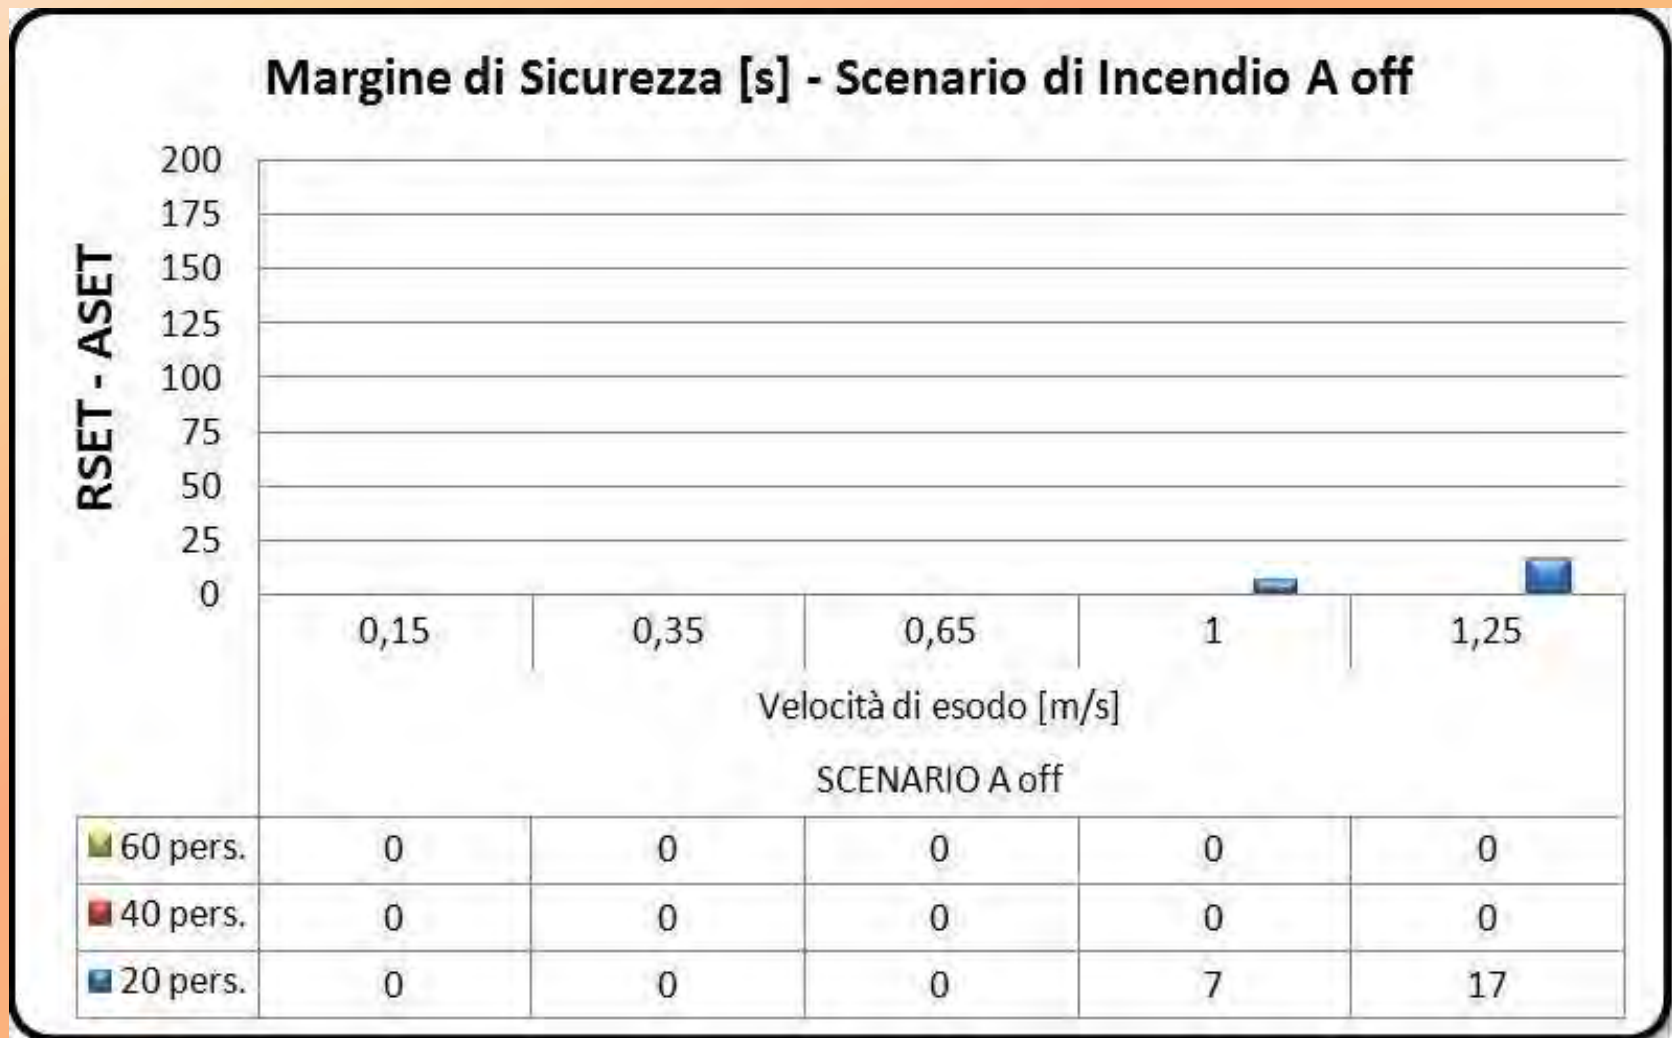 Margine di Sicurezza [s] - Scenario di Incendio A off
RSET - ASET
200
175
150
125
100
75
50
25
0
0,15 0,35 0,65 1 1,25
Velocità di esodo [m/s]
SCENARIO A off
60 pers. 0 0 0 0 0
40 pers. 0 0 0 0 0
20 pers. 0 0 0 7 17